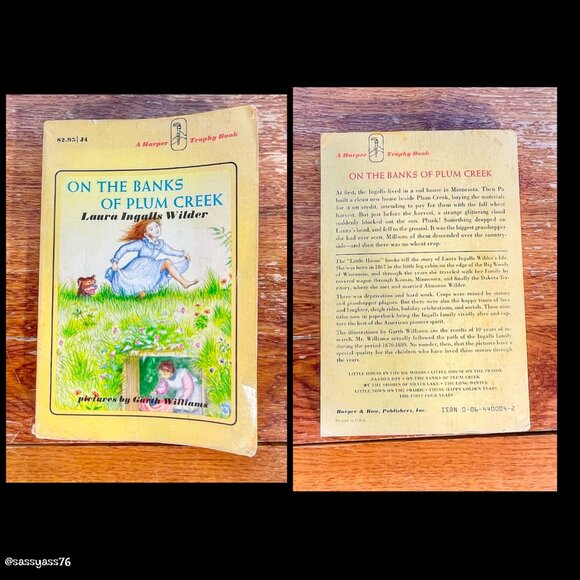 $2.95 | J4
A Harper Trophy Book
ON THE BANKS
OF PLUM CREEK
Laura Ingalls Wilder
pictures by Garth Williams
A Harper Trophy Book
ON THE BANKS OF PLUM CREEK
At first, the Ingalls lived in a sod house in Minnesota. Then Pa
built a clean new house beside Plum Creek, buying the materials
for it on credit, intending to pay for them with the fall wheat
harvest. But just before the harvest, a strange glittering cloud
suddenly blocked out the sun. Plunk! Something dropped on
Laura's head, and fell to the ground. It was the biggest grasshopper
she had ever seen. Millions of them descended over the country-
side—and then there was no wheat crop.
The "Little House" books tell the story of Laura Ingalls Wilder's life.
She was born in 1867 in the little log cabin on the edge of the Big Woods
of Wisconsin, and through the years she traveled with her family by
covered wagon through Kansas, Minnesota, and finally the Dakota Ter-
ritory, where she met and married Almanzo Wilder.
There was deprivation and hard work. Crops were ruined by storms
and grasshopper plagues. But there were also the happy times of love
and laughter, sleigh rides, holiday celebrations, and socials. These nine
titles now in paperback bring the Ingalls family vividly alive and cap-
ture the best of the American pioneer spirit.
The illustrations by Garth Williams are the results of 10 years of re-
search. Mr. Williams actually followed the path of the Ingalls family
during the period 1870-1889. No wonder, then, that the pictures have a
special quality for the children who have loved these stories through
the years.
LITTLE HOUSE IN THE BIG WOODS • LITTLE HOUSE ON THE PRAIRIE
FARMER BOY • ON THE BANKS OF PLUM CREEK
BY THE SHORES OF SILVER LAKE • THE LONG WINTER
LITTLE TOWN ON THE PRAIRIE • THESE HAPPY GOLDEN YEARS
THE FIRST FOUR YEARS
Harper & Row, Publishers, Inc.
ISBN 0-06-440004-2
Printed in U.S.A.
@sassyass76